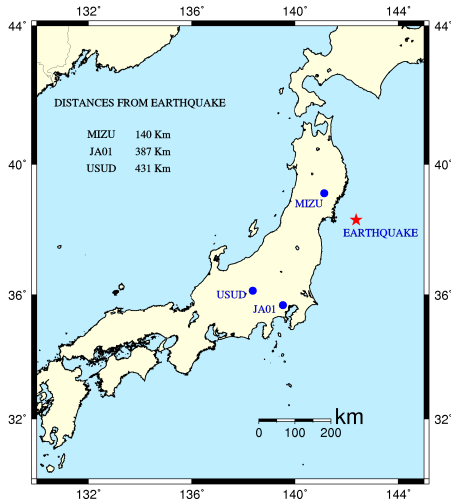 132° 136° 140° 144°
44°
DISTANCES FROM EARTHQUAKE
MIZU 140 Km
JA01 387 Km
USUD 431 Km
40° 40°
MIZU
EARTHQUAKE
USUD
36° 36°
JA01
km
0 100 200
32° 32°
132° 136° 140° 144°